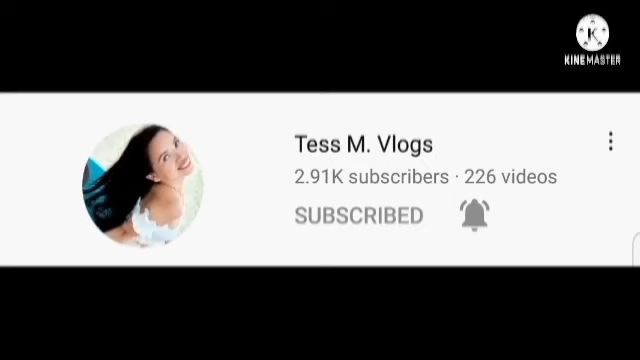 K
KINEMASTER
Tess M. Vlogs
2.91K subscribers · 226 videos
SUBSCRIBED